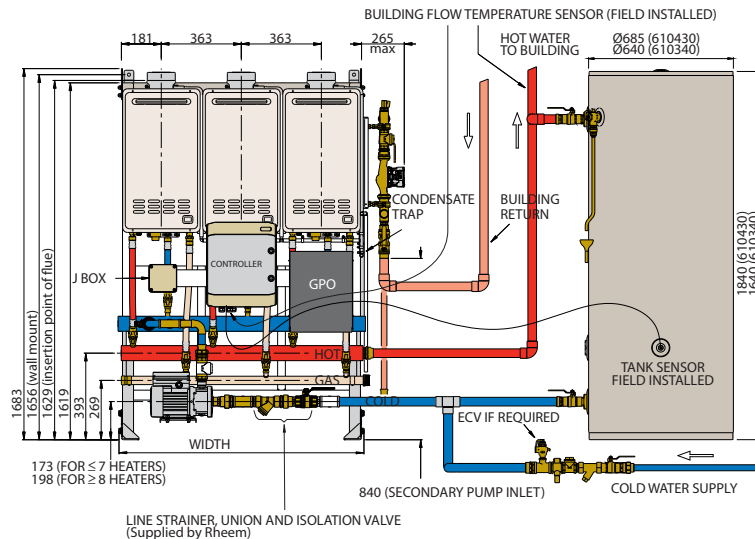 BUILDING FLOW TEMPERATURE SENSOR (FIELD INSTALLED)
181
363
363
265
max
HOT WATER
TO BUILDING
Ø685 (610430)
Ø640 (610340)
CONDENSATE
TRAP
BUILDING
RETURN
J BOX
CONTROLLER
GPO
HOT
GAS
COLD
1683
1656 (wall mount)
1629 (insertion point of flue)
1619
393
269
1840 (610430)
1640 (610340)
TANK SENSOR
FIELD INSTALLED
ECV IF REQUIRED
WIDTH
173 (FOR ≤ 7 HEATERS)
198 (FOR ≥ 8 HEATERS)
840 (SECONDARY PUMP INLET)
COLD WATER SUPPLY
LINE STRAINER, UNION AND ISOLATION VALVE
(Supplied by Rheem)